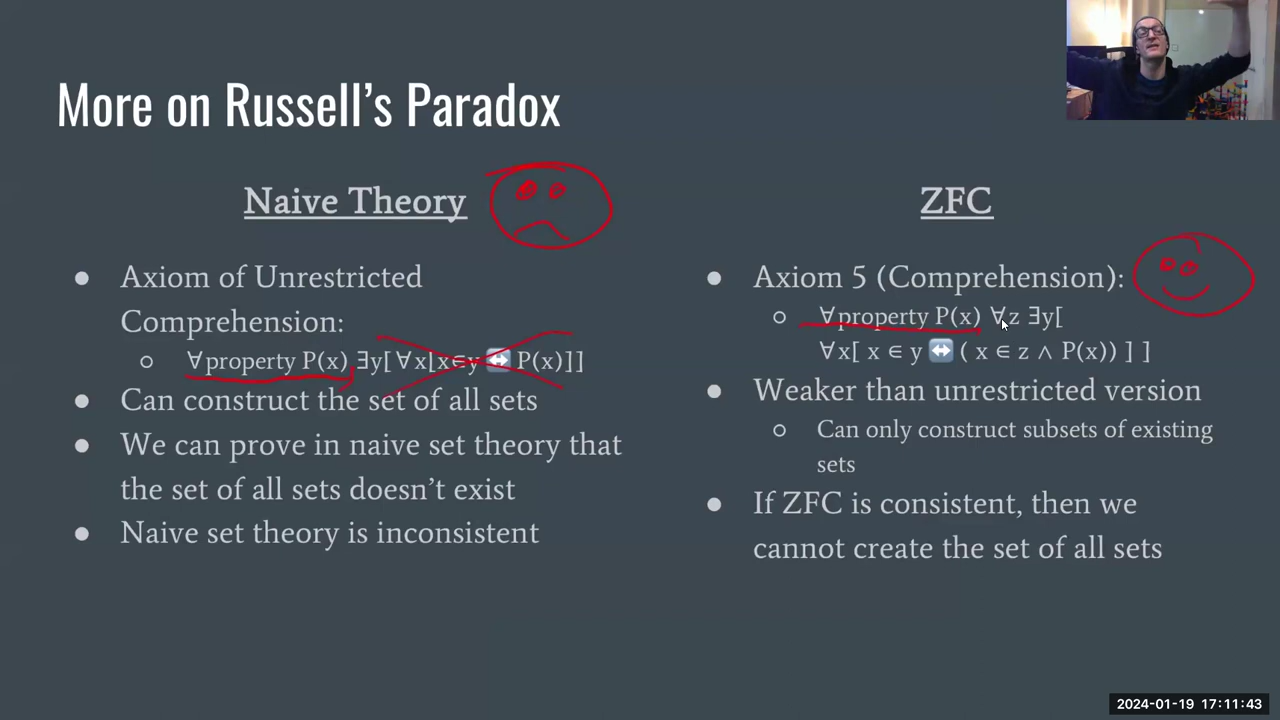 More on Russell’s Paradox
Naive Theory
● Axiom of Unrestricted
Comprehension:
○ ∀property P(x) ∃y[ ∀x[x∈y ↔ P(x)]]
● Can construct the set of all sets
● We can prove in naive set theory that
the set of all sets doesn’t exist
● Naive set theory is inconsistent
ZFC
● Axiom 5 (Comprehension):
○ ∀property P(x) ∀z ∃y[
∀x[ x ∈ y ↔ ( x ∈ z ∧ P(x)) ] ]
● Weaker than unrestricted version
○ Can only construct subsets of existing
sets
● If ZFC is consistent, then we
cannot create the set of all sets
2024-01-19 17:11:43